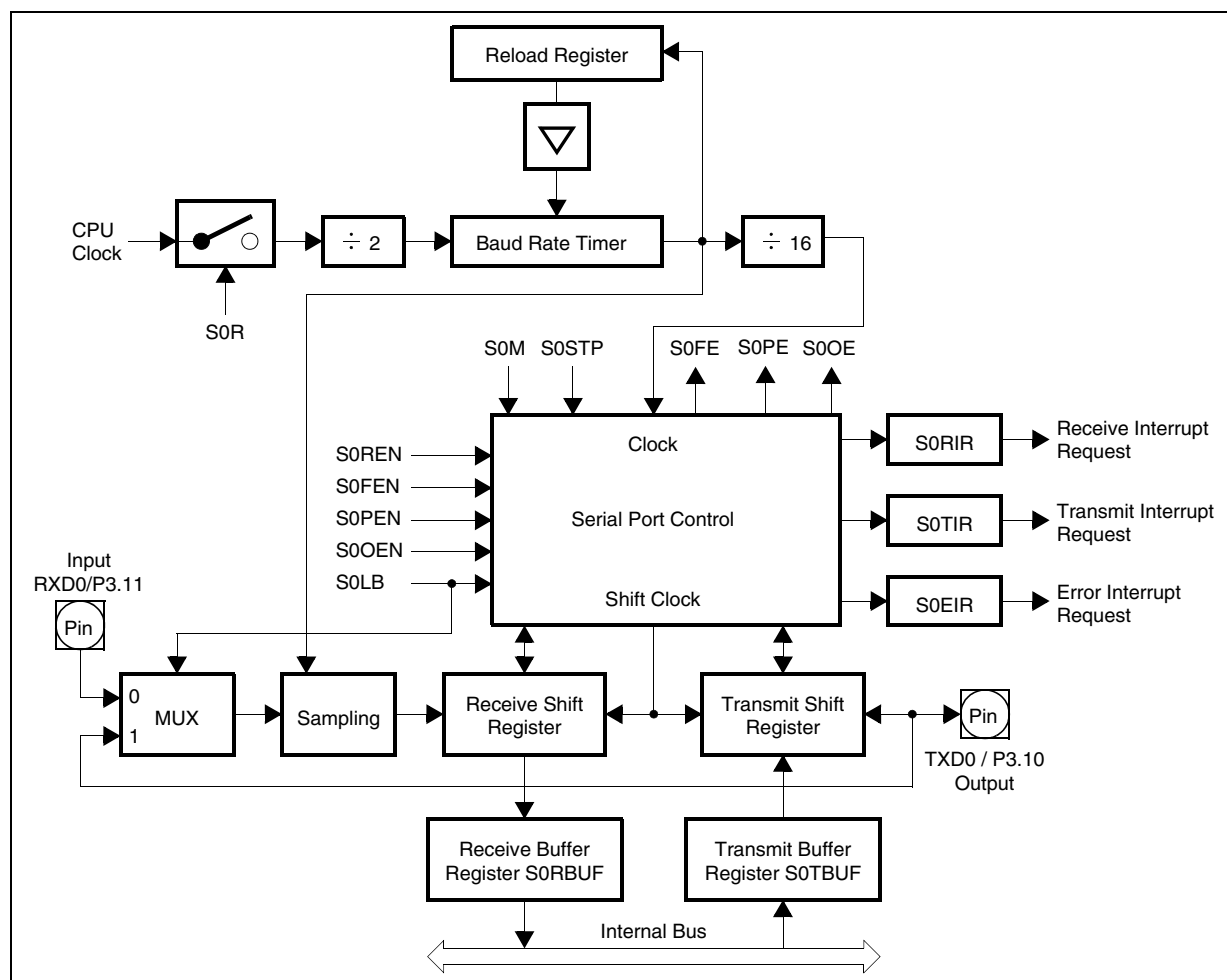 Reload Register
CPU
Clock
÷ 2
Baud Rate Timer
÷ 16
S0R
S0M
S0STP
S0FE
S0PE
S0OE
Clock
Serial Port Control
Shift Clock
S0REN
S0FEN
S0PEN
S0OEN
S0LB
S0RIR
Receive Interrupt
Request
S0TIR
Transmit Interrupt
Request
S0EIR
Error Interrupt
Request
Input
RXD0/P3.11
Pin
0
MUX
1
Sampling
Receive Shift
Register
Transmit Shift
Register
Pin
TXD0 / P3.10
Output
Receive Buffer
Register S0RBUF
Transmit Buffer
Register S0TBUF
Internal Bus